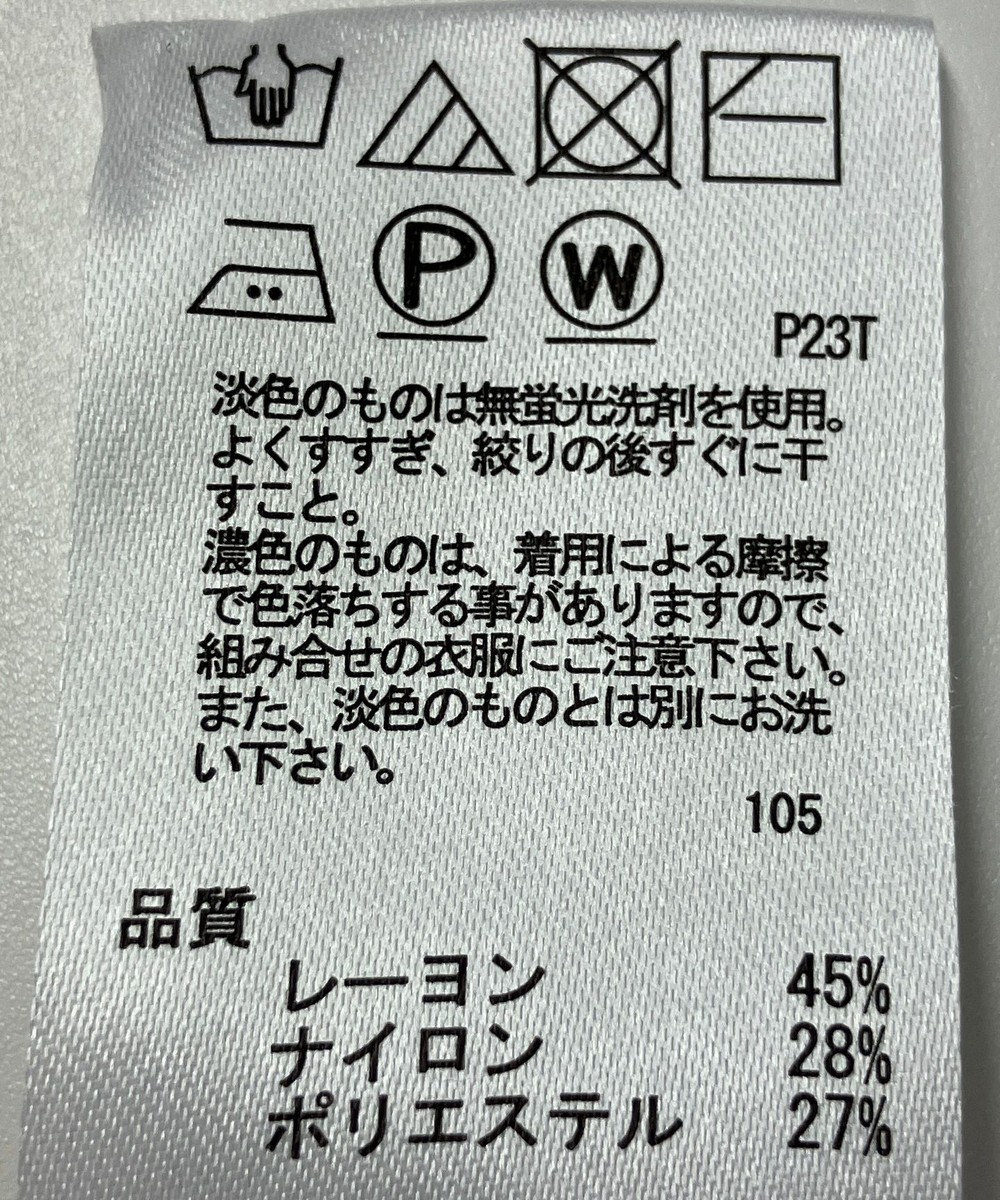 P W
P23T
淡色のものは無蛍光洗剤を使用。
よくすすぎ、絞りの後すぐに干
すこと。
濃色のものは、着用による摩擦
で色落ちする事がありますので、
組み合せの衣服にご注意下さい。
また、淡色のものとは別にお洗
い下さい。
105
品質
レーヨン 45%
ナイロン 28%
ポリエステル 27%